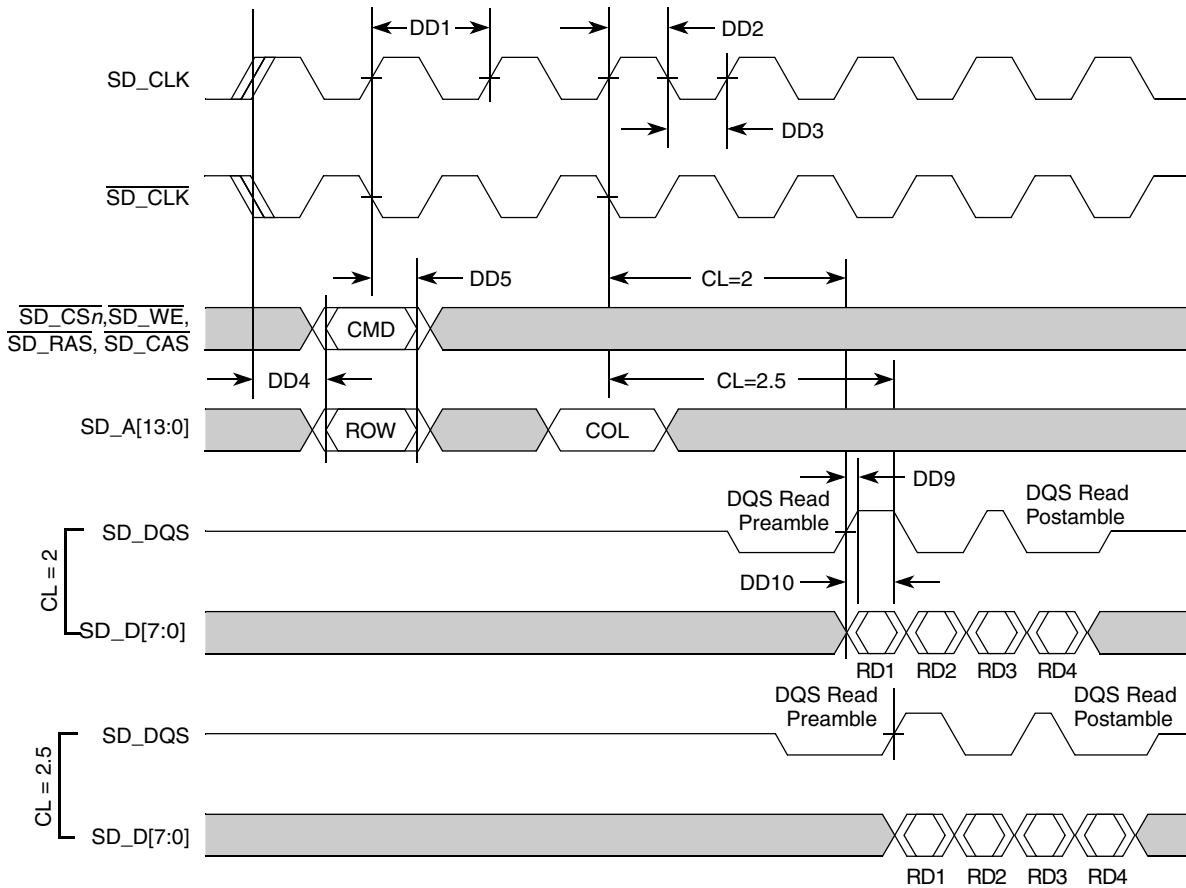 DD1
DD2
SD_CLK
DD3
SD_CLK
DD5
CL=2
SD_CSn,SD_WE,
SD_RAS, SD_CAS
CMD
DD4
CL=2.5
SD_A[13:0]
ROW
COL
DD9
DQS Read
Preamble
DQS Read
Postamble
SD_DQS
CL = 2
DD10
SD_D[7:0]
RD1 RD2 RD3 RD4
DQS Read
Preamble
DQS Read
Postamble
SD_DQS
CL = 2.5
SD_D[7:0]
RD1 RD2 RD3 RD4